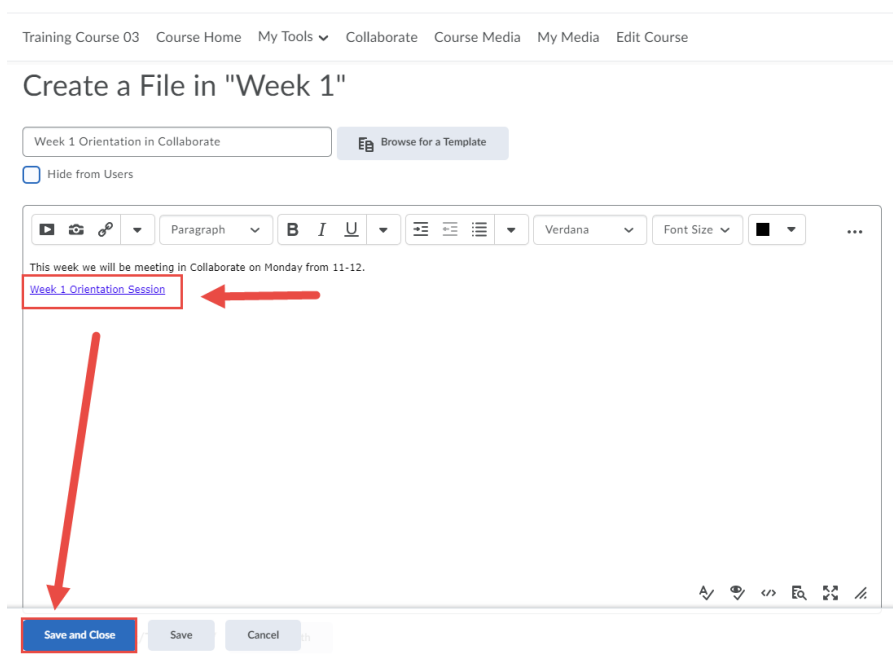 Training Course 03 Course Home My Tools Collaborate Course Media My Media Edit Course
Create a File in "Week 1"
Week 1 Orientation in Collaborate Browse for a Template
Hide from Users
Paragraph B I U Verdana Font Size ...
This week we will be meeting in Collaborate on Monday from 11-12.
Week 1 Orientation Session
Save and Close Save Cancel